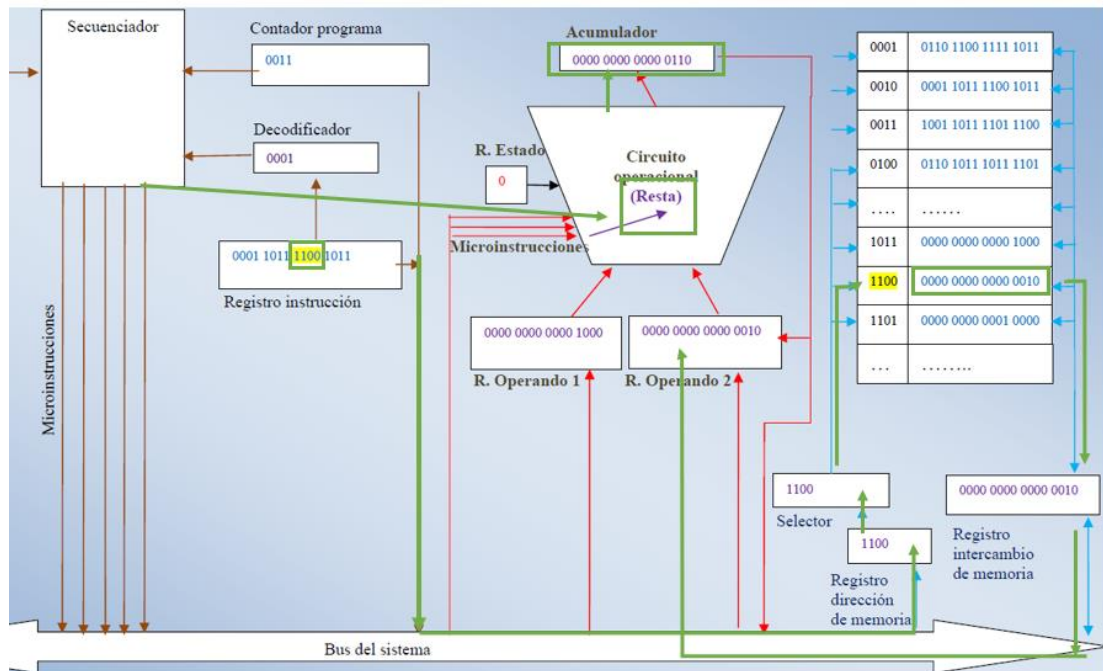 Secuenciador
Contador programa
0011
Decodificador
0001
0001 1011 1100 1011
Registro instrucción
Microinstrucciones
Acumulador
0000 0000 0000 0110
R. Estado
0
Circuito
operacional
(Resta)
Microinstrucciones
0000 0000 0000 1000
R. Operando 1
0000 0000 0000 0010
R. Operando 2
0001 0110 1100 1111 1011
0010 0001 1011 1100 1011
0011 1001 1011 1101 1100
0100 0110 1011 1011 1101
.... ......
1011 0000 0000 0000 1000
1100 0000 0000 0000 0010
1101 0000 0000 0001 0000
... ........
1100
Selector
1100
Registro
dirección
de memoria
0000 0000 0000 0010
Registro
intercambio
de memoria
Bus del sistema